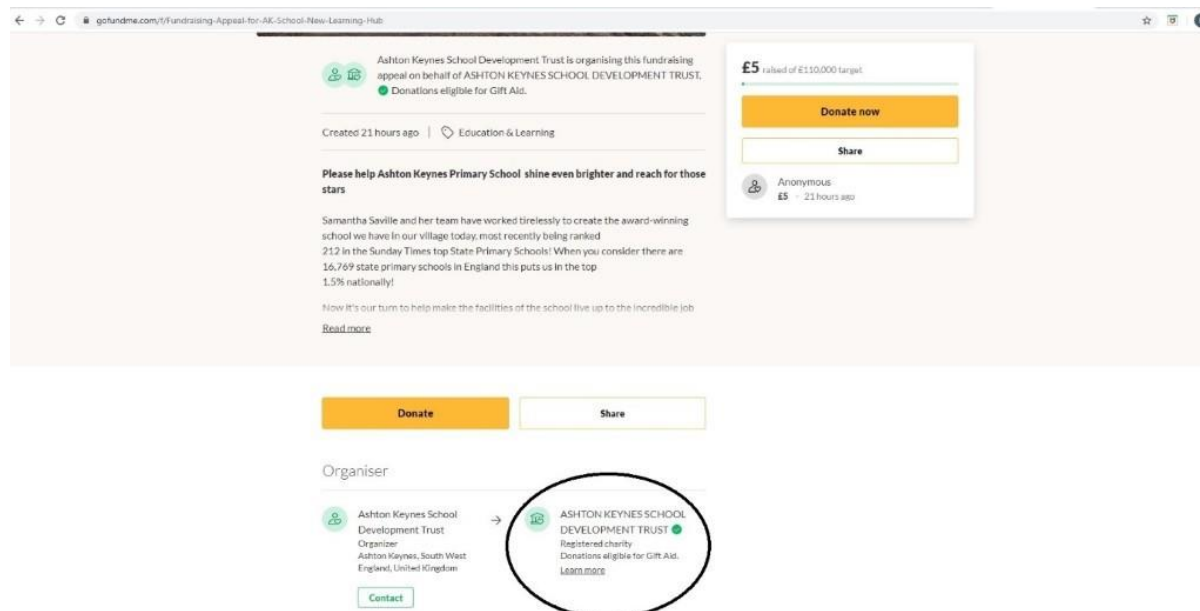 gofundme.com/f/Fundraising-Appeal-for-AK-School-New-Learning-Hub
Ashton Keynes School Development Trust is organising this fundraising
appeal on behalf of ASHTON KEYNES SCHOOL DEVELOPMENT TRUST.
Donations eligible for Gift Aid.
Created 21 hours ago | Education & Learning
Please help Ashton Keynes Primary School shine even brighter and reach for those
stars
Samantha Saville and her team have worked tirelessly to create the award-winning
school we have in our village today, most recently being ranked
212 in the Sunday Times top State Primary Schools! When you consider there are
16,769 state primary schools in England this puts us in the top
1.5% nationally!
Now it's our turn to help make the facilities of the school live up to the incredible job
Read more
£5 raised of £110,000 target
Donate now
Share
Anonymous
£5 · 21 hours ago
Donate
Share
Organiser
Ashton Keynes School
Development Trust
Organizer
Ashton Keynes, South West
England, United Kingdom
Contact
ASHTON KEYNES SCHOOL
DEVELOPMENT TRUST
Registered charity
Donations eligible for Gift Aid.
Learn more